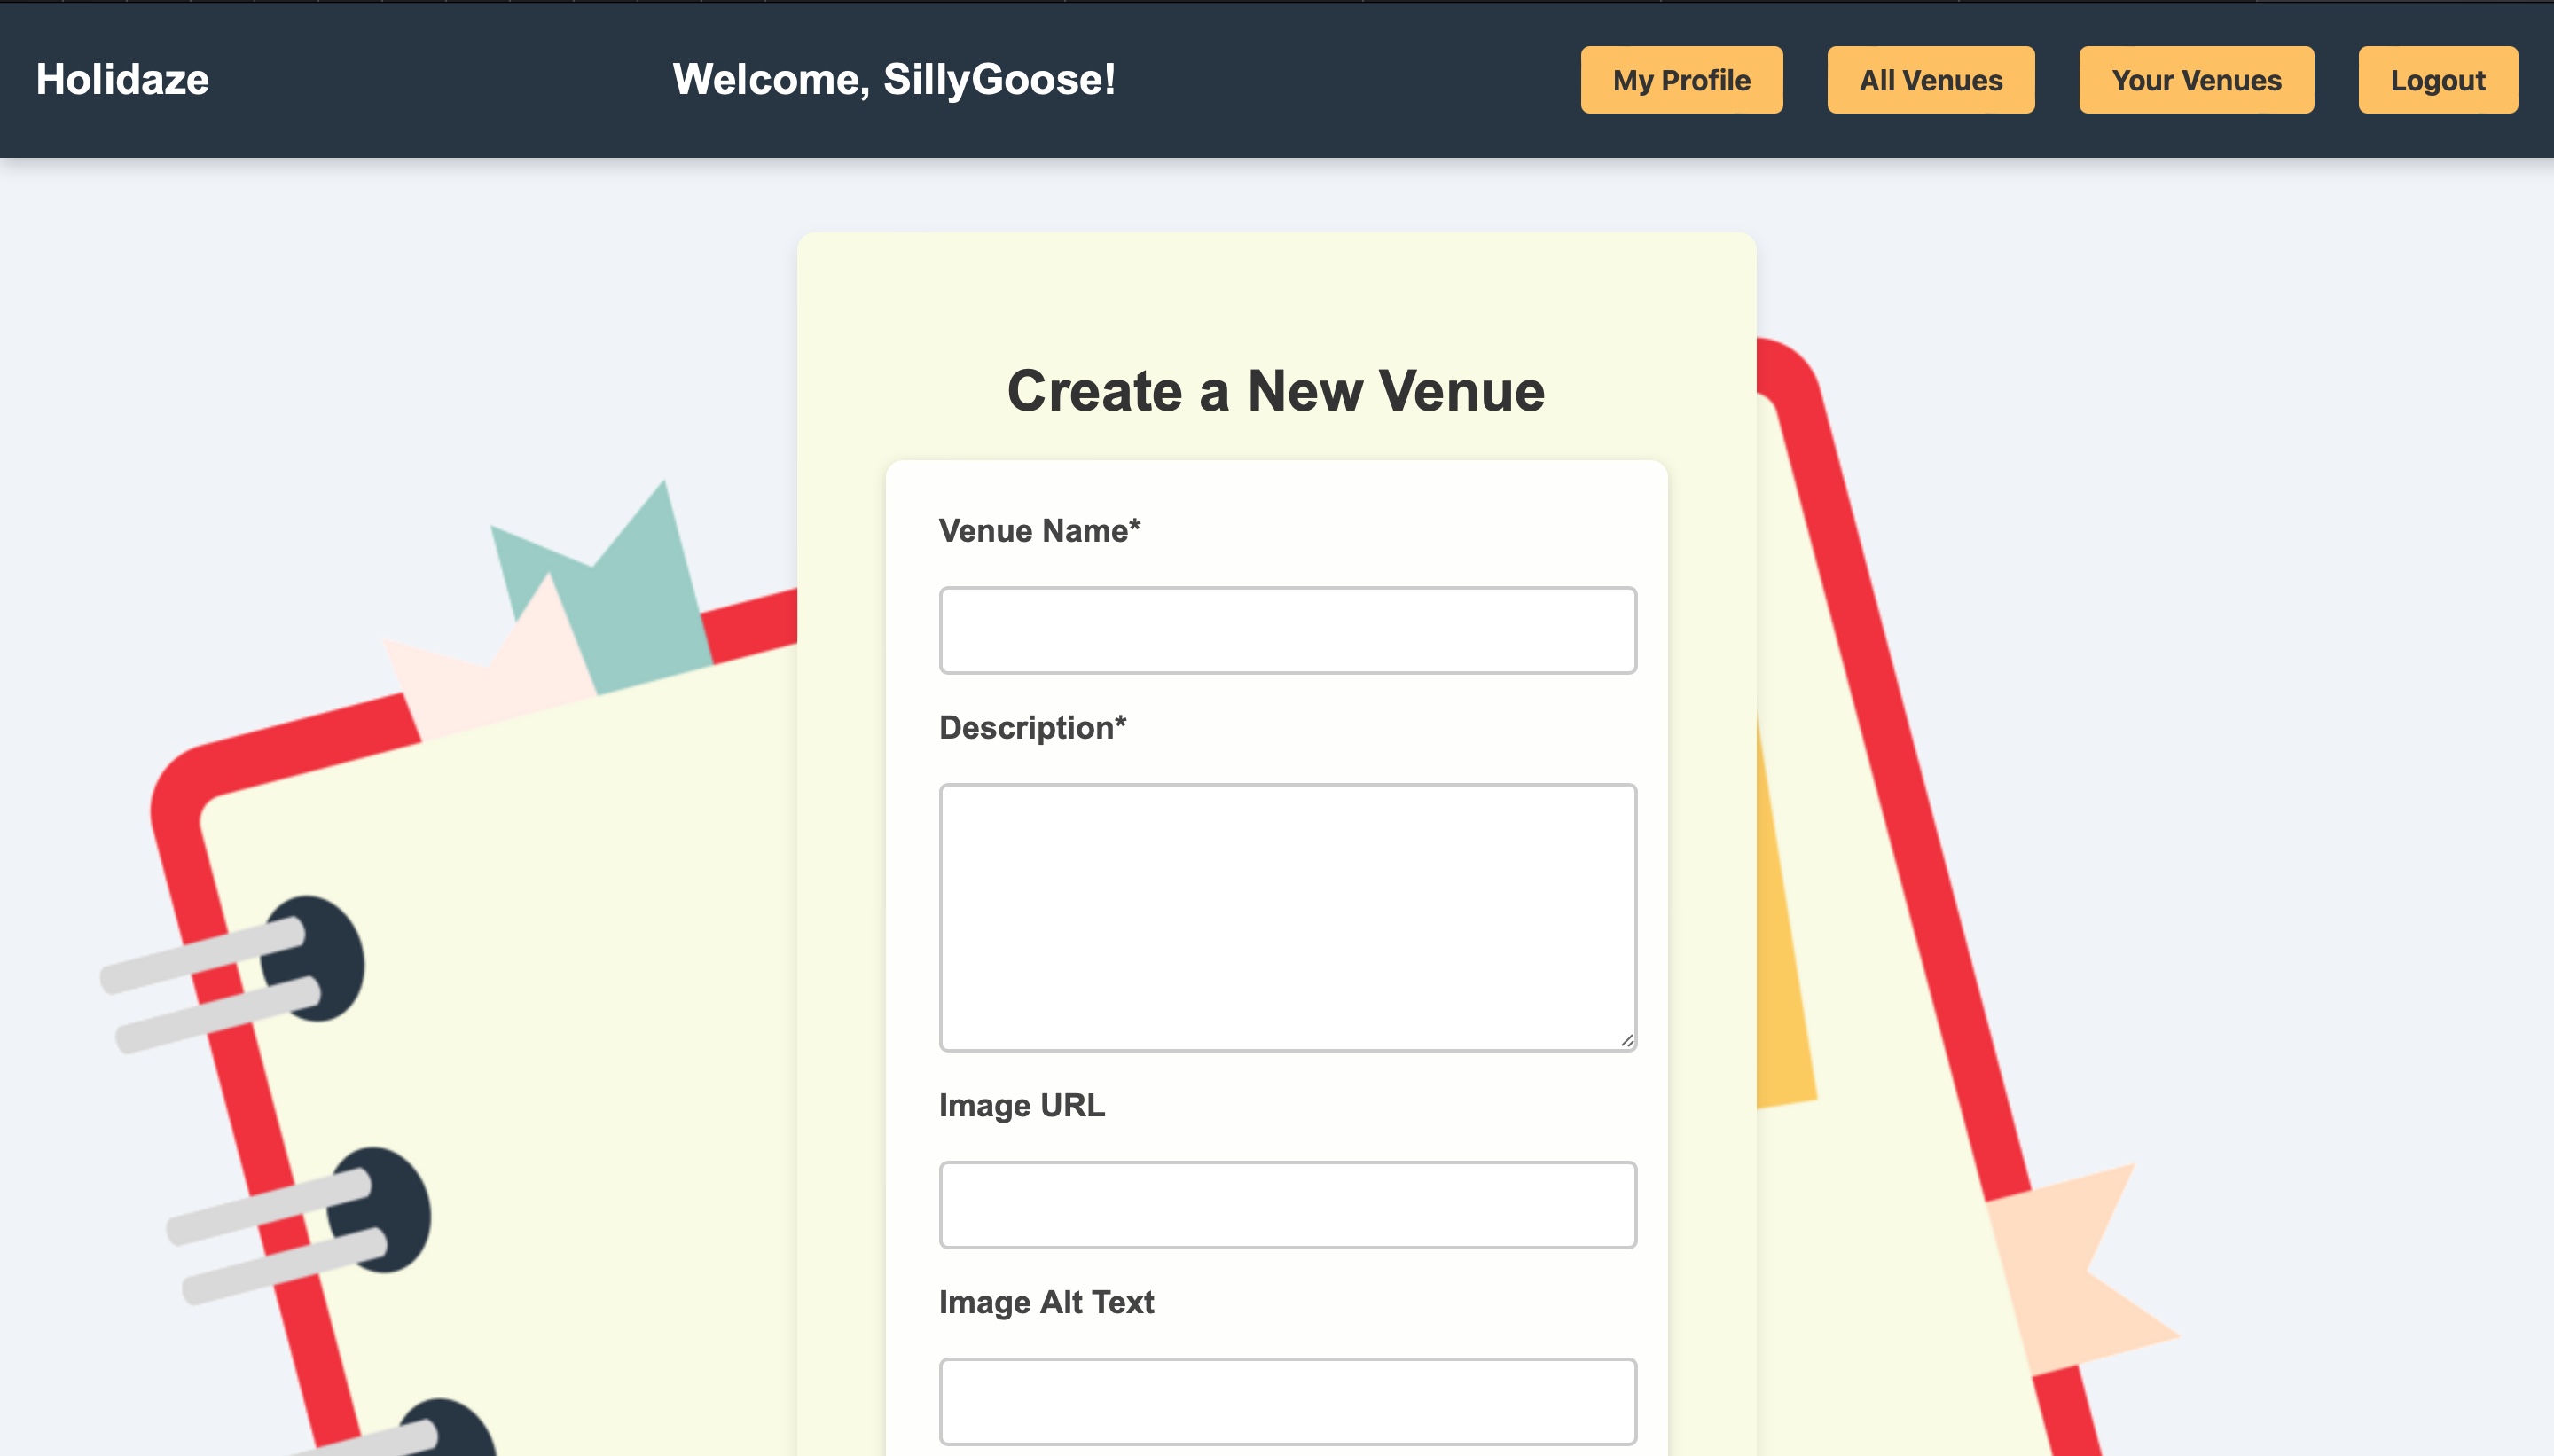 Holidaze
Welcome, SillyGoose!
My Profile
All Venues
Your Venues
Logout
Create a New Venue
Venue Name*
Description*
Image URL
Image Alt Text